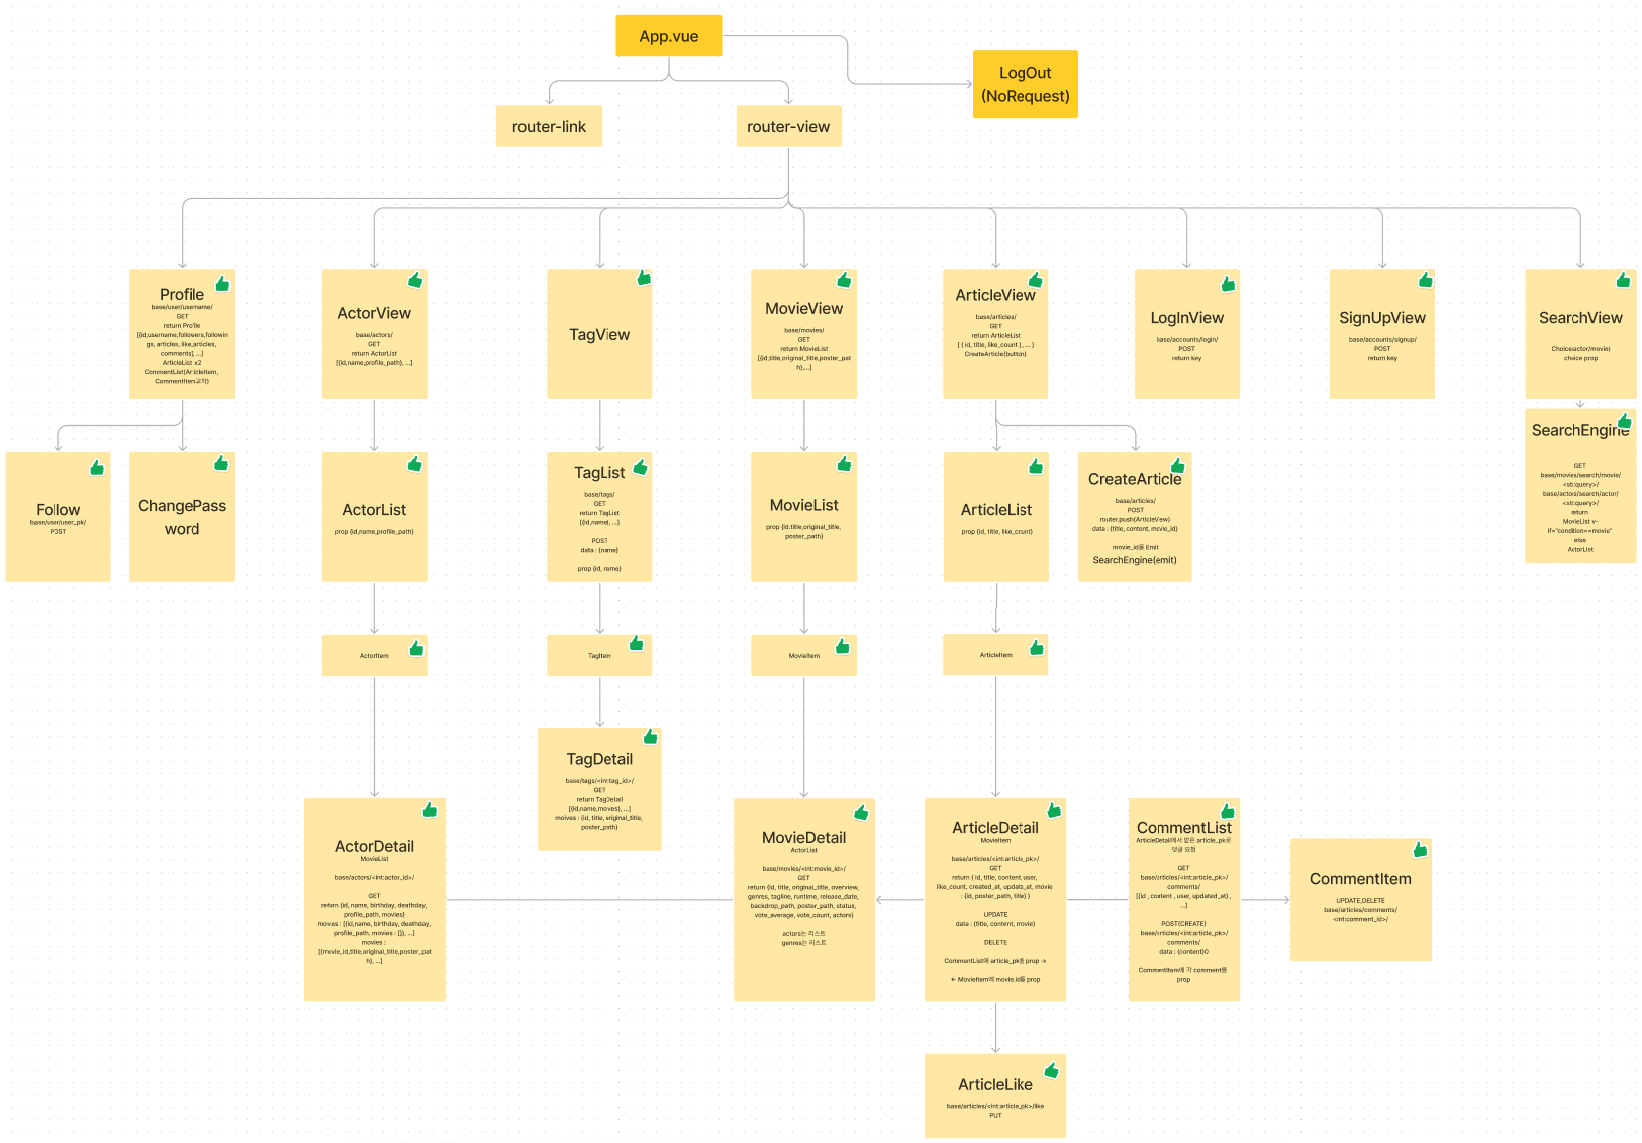 App.vue
LogOut
(NoRequest)
router-link
router-view
Profile
base/user/username/
GET
return Profile
[{id,username,followers,followin
gs, articles, like_articles,
comments}, ...]
ArticleList x2
CommentList(ArticleItem,
CommentItem교차)
ActorView
base/actors/
GET
return ActorList
[{id,name,profile_path}, ...]
TagView
MovieView
base/movies/
GET
return MovieList
[{id,title,original_title,poster_pat
h},...]
ArticleView
base/articles/
GET
return ArticleList
[ { id, title, like_count }, ... ]
CreateArticle(button)
LogInView
base/accounts/login/
POST
return key
SignUpView
base/accounts/signup/
POST
return key
SearchView
Choice(actor/movie)
choice prop
Follow
base/user/user_pk/
POST
ChangePass
word
ActorList
prop {id,name,profile_path}
TagList
base/tags/
GET
return TagList
[{id,name}, ...]
POST
data : {name}
prop {id, name}
MovieList
prop {id,title,original_title,
poster_path}
ArticleList
prop {id, title, like_count}
CreateArticle
base/articles/
POST
router.push(ArticleView)
data : {title, content, movie_id}
movie_id를 Emit
SearchEngine(emit)
SearchEngine
GET
base/movies/search/movie/
<str:query>/
base/actors/search/actor/
<str:query>/
return
MovieList v-
if="condition==movie"
else
ActorList
ActorItem
TagItem
MovieItem
ArticleItem
TagDetail
base/tags/<int:tag_id>/
GET
return TagDetail
[{id,name,moves}, ...]
moives : {id, title, original_title,
poster_path}
ActorDetail
MovieList
base/actors/<int:actor_id>/
GET
return {id, name, birthday, deathday,
profile_path, movies}
moves : [{id,name, birthday, deathday,
profile_path, movies : []}, ...]
movies :
[{movie_id,title,original_title,poster_pat
h}, ...]
MovieDetail
ActorList
base/movies/<int:movie_id>/
GET
return {id, title, original_title, overview,
genres, tagline, runtime, release_date,
backdrop_path, poster_path, status,
vote_average, vote_count, actors}
actors는 리스트
genres는 리스트
ArticleDetail
MovieItem
base/articles/<int:article_pk>/
GET
return { id, title, content user,
like_count, created_at, update_at, movie
: {id, poster_path, title} }
UPDATE
data : {title, content, movie}
DELETE
CommentList에 article_pk를 prop →
← MovieItem에 movie.id를 prop
CommentList
ArticleDetail에서 받은 article_pk로
댓글 요청
GET
base/articles/<int:article_pk>/
comments/
[{id , content , user, updated_at} ,
...]
POST(CREATE)
base/articles/<int:article_pk>/
comments/
data : {content}
CommentItem에 각 comment를
prop
CommentItem
UPDATE,DELETE
base/articles/comments/
<int:comment_id>/
ArticleLike
base/articles/<int:article_pk>/like
PUT